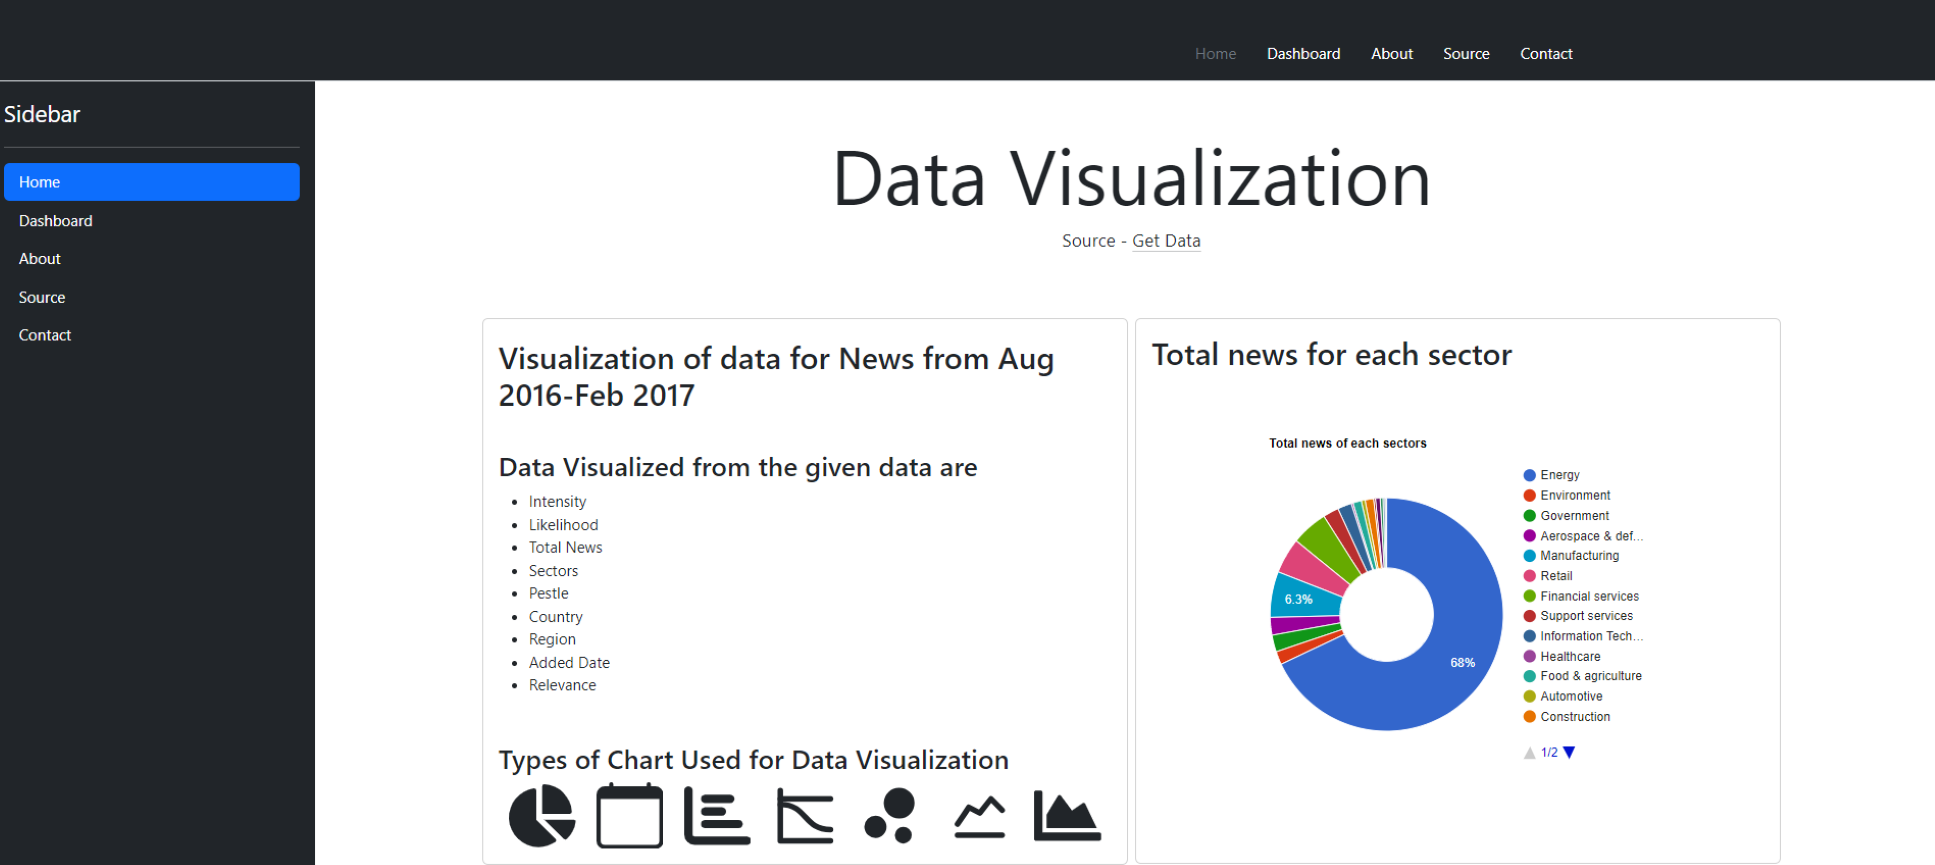 Home Dashboard About Source Contact
Sidebar
Home
Dashboard
About
Source
Contact
Data Visualization
Source - Get Data
Visualization of data for News from Aug
2016-Feb 2017
Data Visualized from the given data are
Intensity
Likelihood
Total News
Sectors
Pestle
Country
Region
Added Date
Relevance
Types of Chart Used for Data Visualization
Total news for each sector
Total news of each sectors
6.3%
68%
Energy
Environment
Government
Aerospace & def...
Manufacturing
Retail
Financial services
Support services
Information Tech...
Healthcare
Food & agriculture
Automotive
Construction
1/2